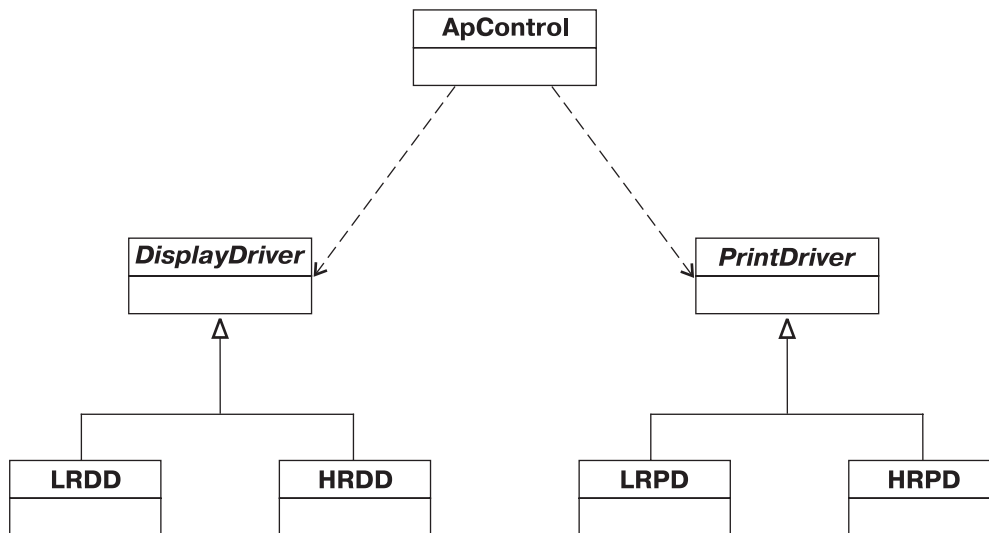 ApControl
DisplayDriver
PrintDriver
LRDD
HRDD
LRPD
HRPD